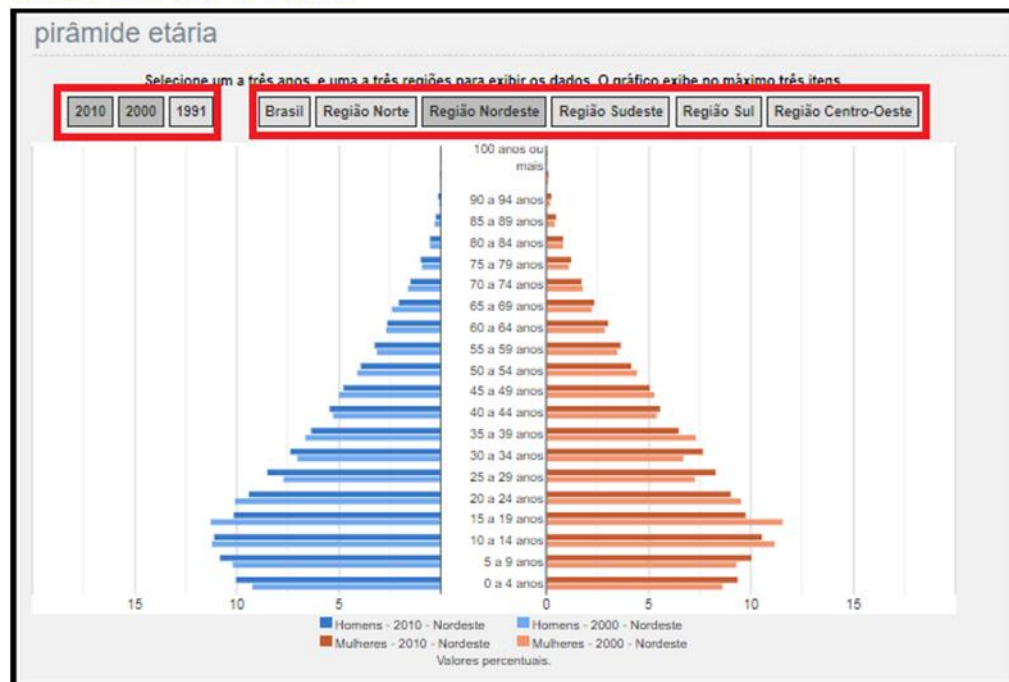 pirâmide etária
Selecione um a três anos, e uma a três regiões para exibir os dados. O gráfico exibe no máximo três itens.
2010 2000 1991 Brasil Região Norte Região Nordeste Região Sudeste Região Sul Região Centro-Oeste
100 anos ou
mais
90 a 94 anos
85 a 89 anos
80 a 84 anos
75 a 79 anos
70 a 74 anos
65 a 69 anos
60 a 64 anos
55 a 59 anos
50 a 54 anos
45 a 49 anos
40 a 44 anos
35 a 39 anos
30 a 34 anos
25 a 29 anos
20 a 24 anos
15 a 19 anos
10 a 14 anos
5 a 9 anos
0 a 4 anos
15 10 5 0 5 10 15
Homens - 2010 - Nordeste Homens - 2000 - Nordeste
Mulheres - 2010 - Nordeste Mulheres - 2000 - Nordeste
Valores percentuais.